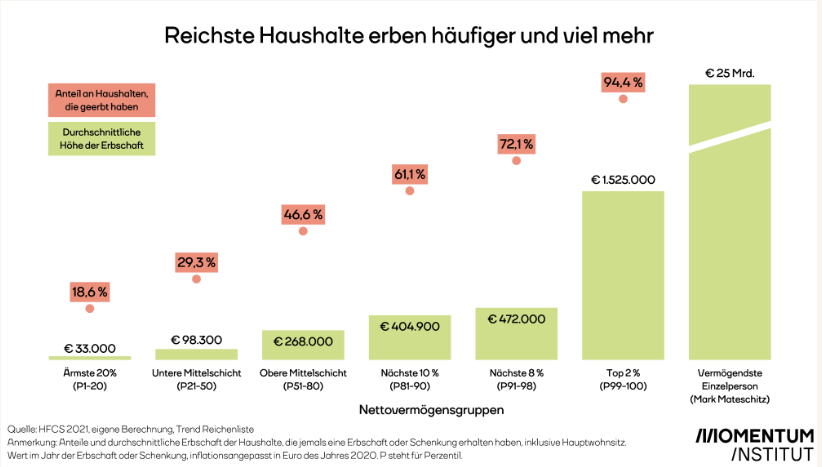 Reichste Haushalte erben häufiger und viel mehr
Anteil an Haushalten,
die geerbt haben
Durchschnittliche
Höhe der Erbschaft
18,6 %
29,3 %
46,6 %
61,1 %
72,1 %
94,4 %
€ 25 Mrd.
€ 33.000
€ 98.300
€ 268.000
€ 404.900
€ 472.000
€ 1.525.000
Ärmste 20%
(P1-20)
Untere Mittelschicht
(P21-50)
Obere Mittelschicht
(P51-80)
Nächste 10 %
(P81-90)
Nächste 8 %
(P91-98)
Top 2 %
(P99-100)
Vermögendste
Einzelperson
(Mark Mateschitz)
Nettovermögensgruppen
Quelle: HFCS 2021, eigene Berechnung, Trend Reichenliste
Anmerkung: Anteile und durchschnittliche Erbschaft der Haushalte, die jemals eine Erbschaft oder Schenkung erhalten haben, inklusive Hauptwohnsitz.
Wert im Jahr der Erbschaft oder Schenkung, inflationsangepasst in Euro des Jahres 2020. P steht für Perzentil.
MOMENTUM
INSTITUT